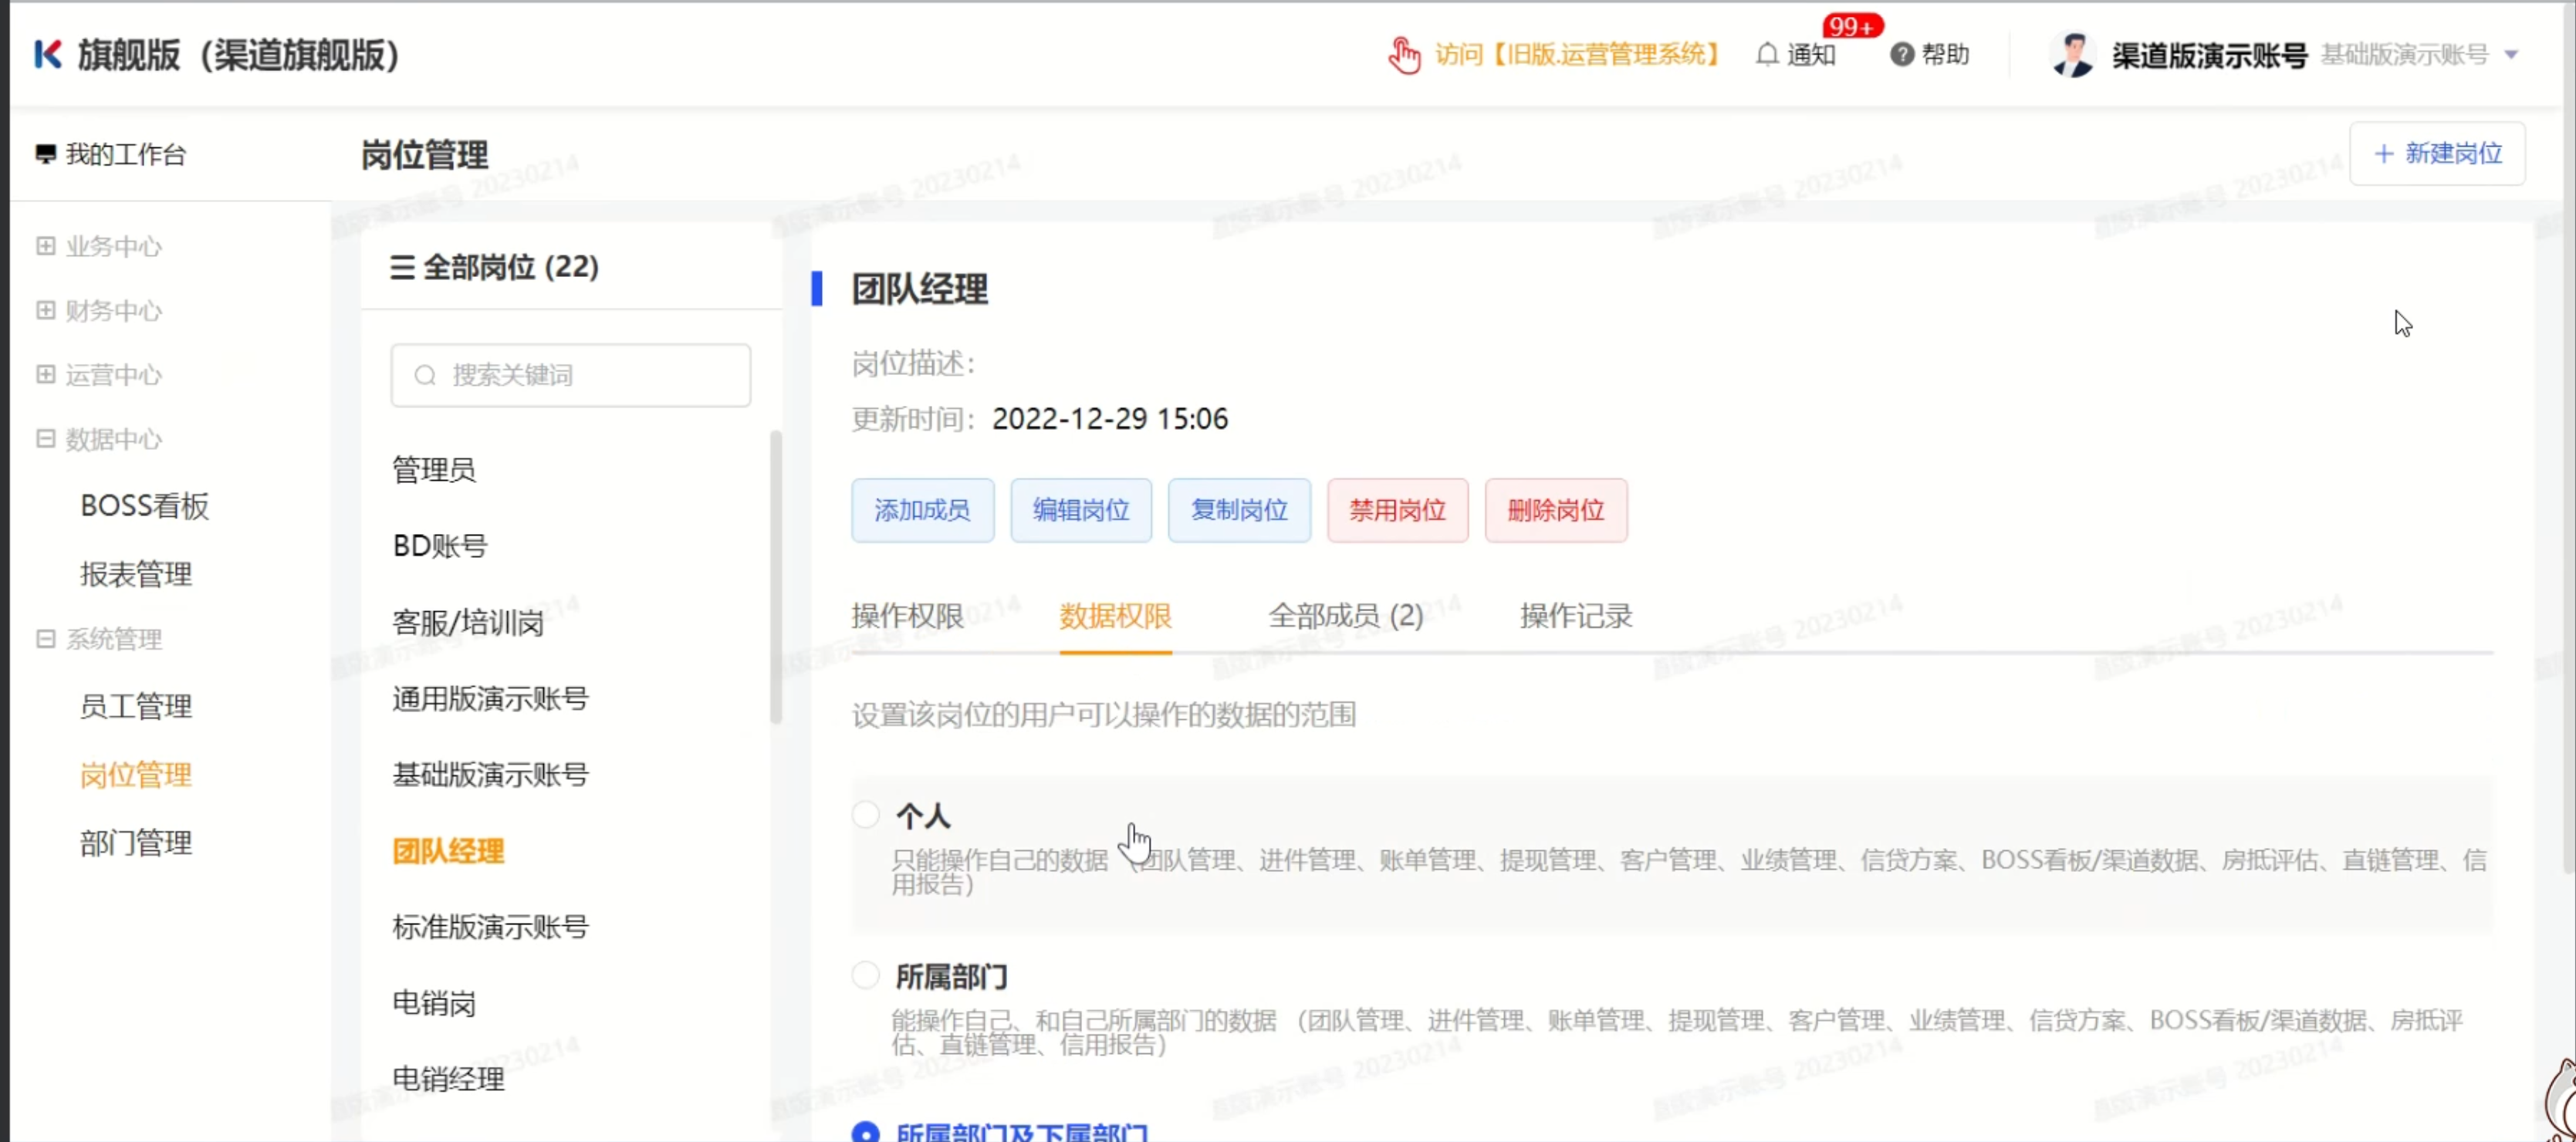 旗舰版（渠道旗舰版）
访问【旧版.运营管理系统】
通知
99+
帮助
渠道版演示账号 基础版演示账号
我的工作台
岗位管理
+ 新建岗位
业务中心
财务中心
运营中心
数据中心
BOSS看板
报表管理
系统管理
员工管理
岗位管理
部门管理
全部岗位 (22)
搜索关键词
管理员
BD账号
客服/培训岗
通用版演示账号
基础版演示账号
团队经理
标准版演示账号
电销岗
电销经理
团队经理
岗位描述：
更新时间： 2022-12-29 15:06
添加成员 编辑岗位 复制岗位 禁用岗位 删除岗位
操作权限 数据权限 全部成员 (2) 操作记录
设置该岗位的用户可以操作的数据的范围
个人
只能操作自己的数据（团队管理、进件管理、账单管理、提现管理、客户管理、业绩管理、信贷方案、BOSS看板/渠道数据、房抵评估、直链管理、信
用报告）
所属部门
能操作自己、和自己所属部门的数据 （团队管理、进件管理、账单管理、提现管理、客户管理、业绩管理、信贷方案、BOSS看板/渠道数据、房抵评
估、直链管理、信用报告）
所属部门及下属部门